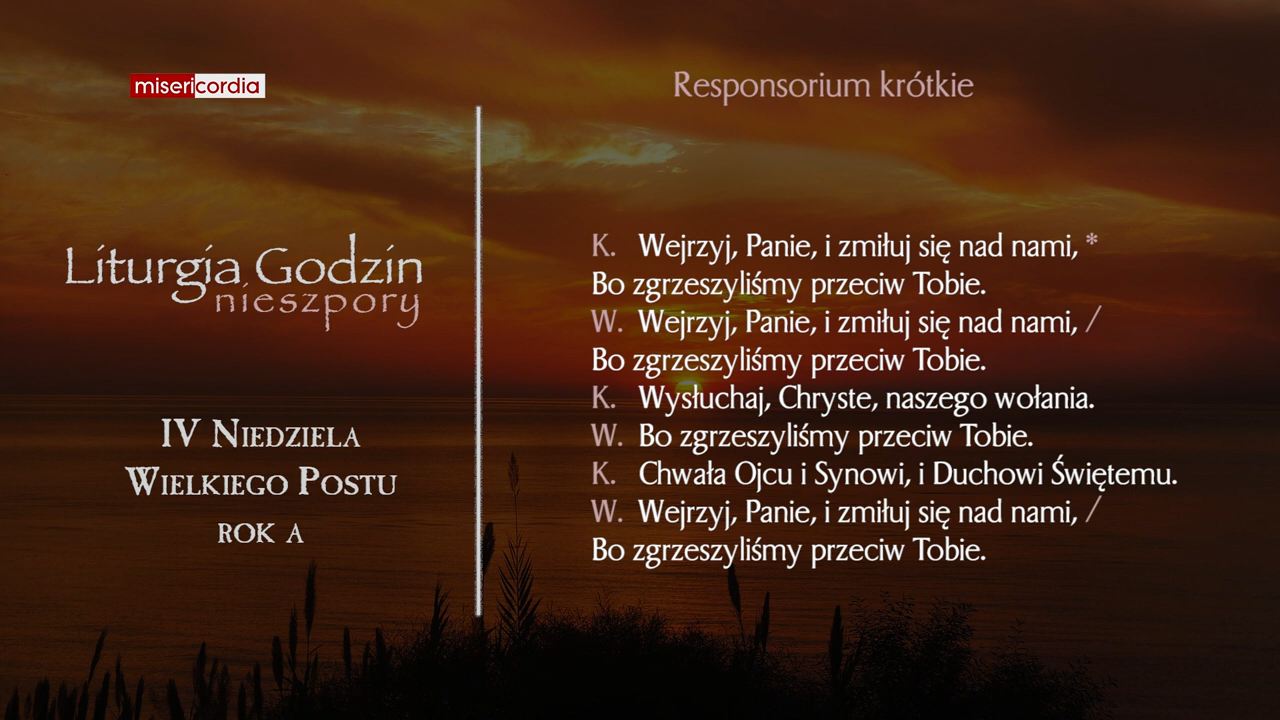 misericordia
Liturgia Godzin
nieszpory
IV Niedziela
Wielkiego Postu
rok a
Responsorium krótkie
K. Wejrzyj, Panie, i zmiłuj się nad nami, *
Bo zgrzeszyliśmy przeciw Tobie.
W. Wejrzyj, Panie, i zmiłuj się nad nami, /
Bo zgrzeszyliśmy przeciw Tobie.
K. Wysłuchaj, Chryste, naszego wołania.
W. Bo zgrzeszyliśmy przeciw Tobie.
K. Chwała Ojcu i Synowi, i Duchowi Świętemu.
W. Wejrzyj, Panie, i zmiłuj się nad nami, /
Bo zgrzeszyliśmy przeciw Tobie.